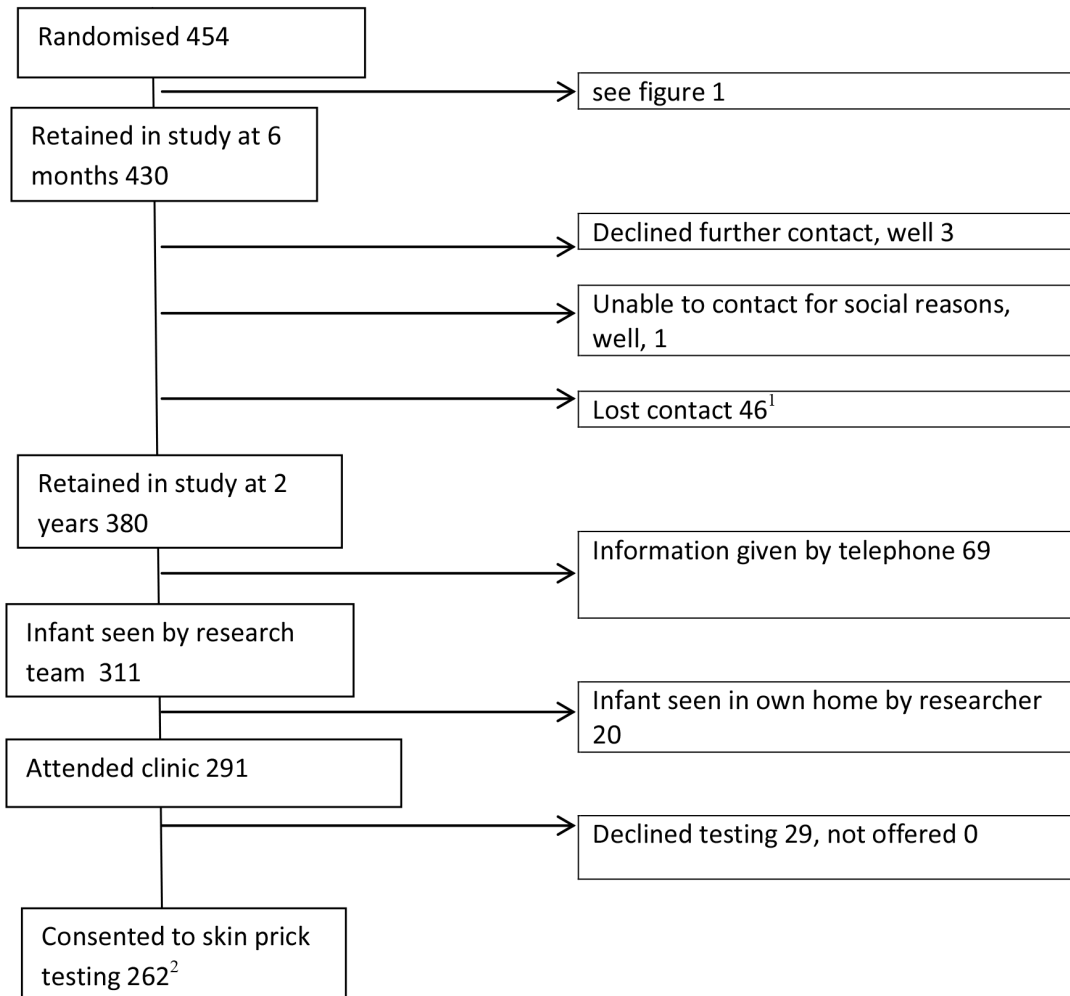 Randomised 454
see figure 1
Retained in study at 6
months 430
Declined further contact, well 3
Unable to contact for social reasons,
well, 1
Lost contact 46¹
Retained in study at 2
years 380
Information given by telephone 69
Infant seen by research
team  311
Infant seen in own home by researcher
20
Attended clinic 291
Declined testing 29, not offered 0
Consented to skin prick
testing 262²